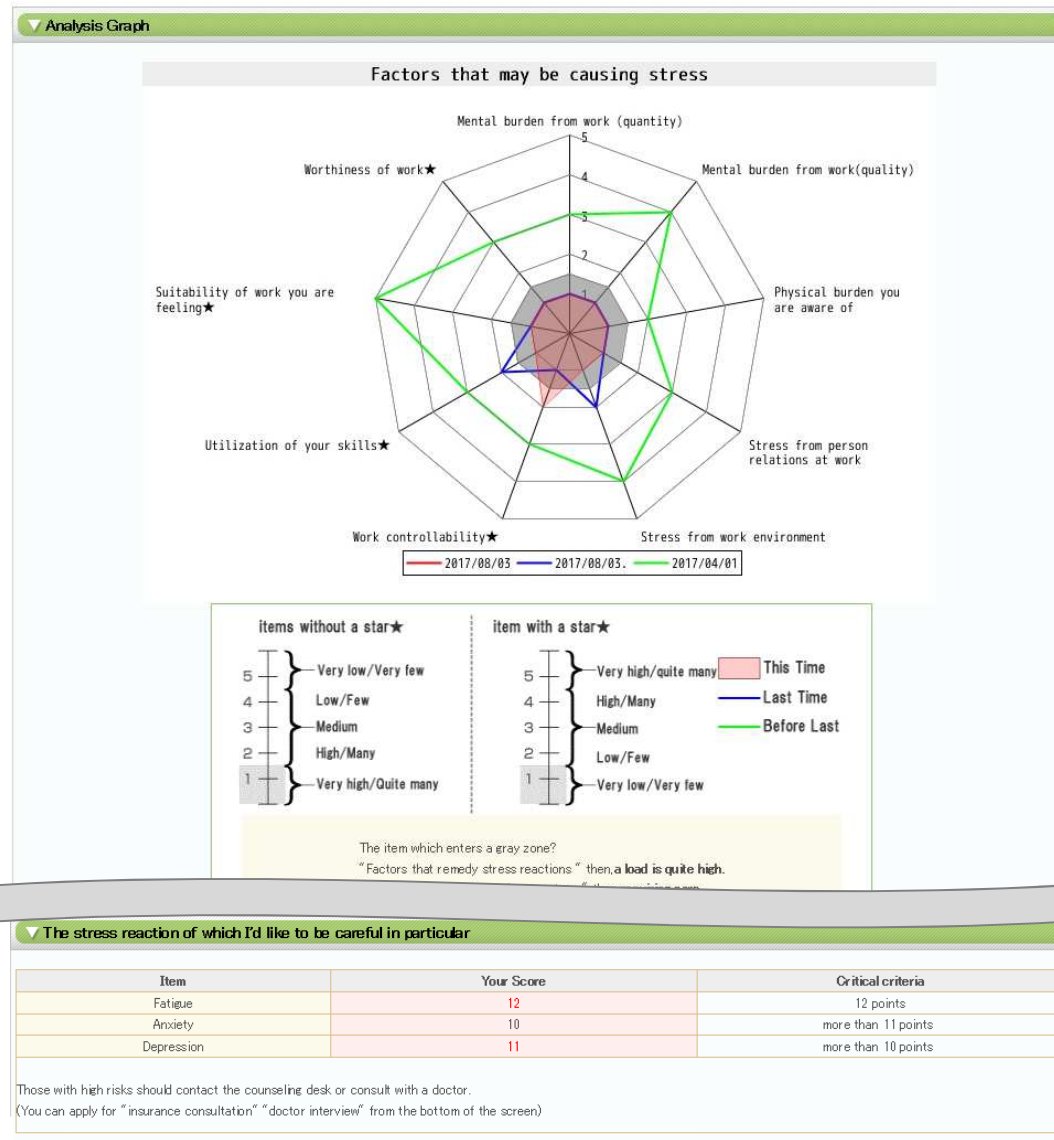 ▼ Analysis Graph
Factors that may be causing stress
Mental burden from work (quantity)
Mental burden from work(quality)
Physical burden you
are aware of
Stress from person
relations at work
Stress from work environment
Work controllability★
Utilization of your skills★
Suitability of work you are
feeling★
Worthiness of work★
5
4
3
2
1
2017/08/03 2017/08/03. 2017/04/01
items without a star★
5
4
3
2
1
Very low/Very few
Low/Few
Medium
High/Many
Very high/Quite many
item with a star★
5
4
3
2
1
Very high/quite many
High/Many
Medium
Low/Few
Very low/Very few
This Time
Last Time
Before Last
The item which enters a gray zone?
"Factors that remedy stress reactions " then,a load is quite high.
▼ The stress reaction of which I'd like to be careful in particular
Item Your Score Critical criteria
Fatigue 12 12 points
Anxiety 10 more than 11 points
Depression 11 more than 10 points
Those with high risks should contact the counseling desk or consult with a doctor.
(You can apply for "insurance consultation" "doctor interview" from the bottom of the screen)